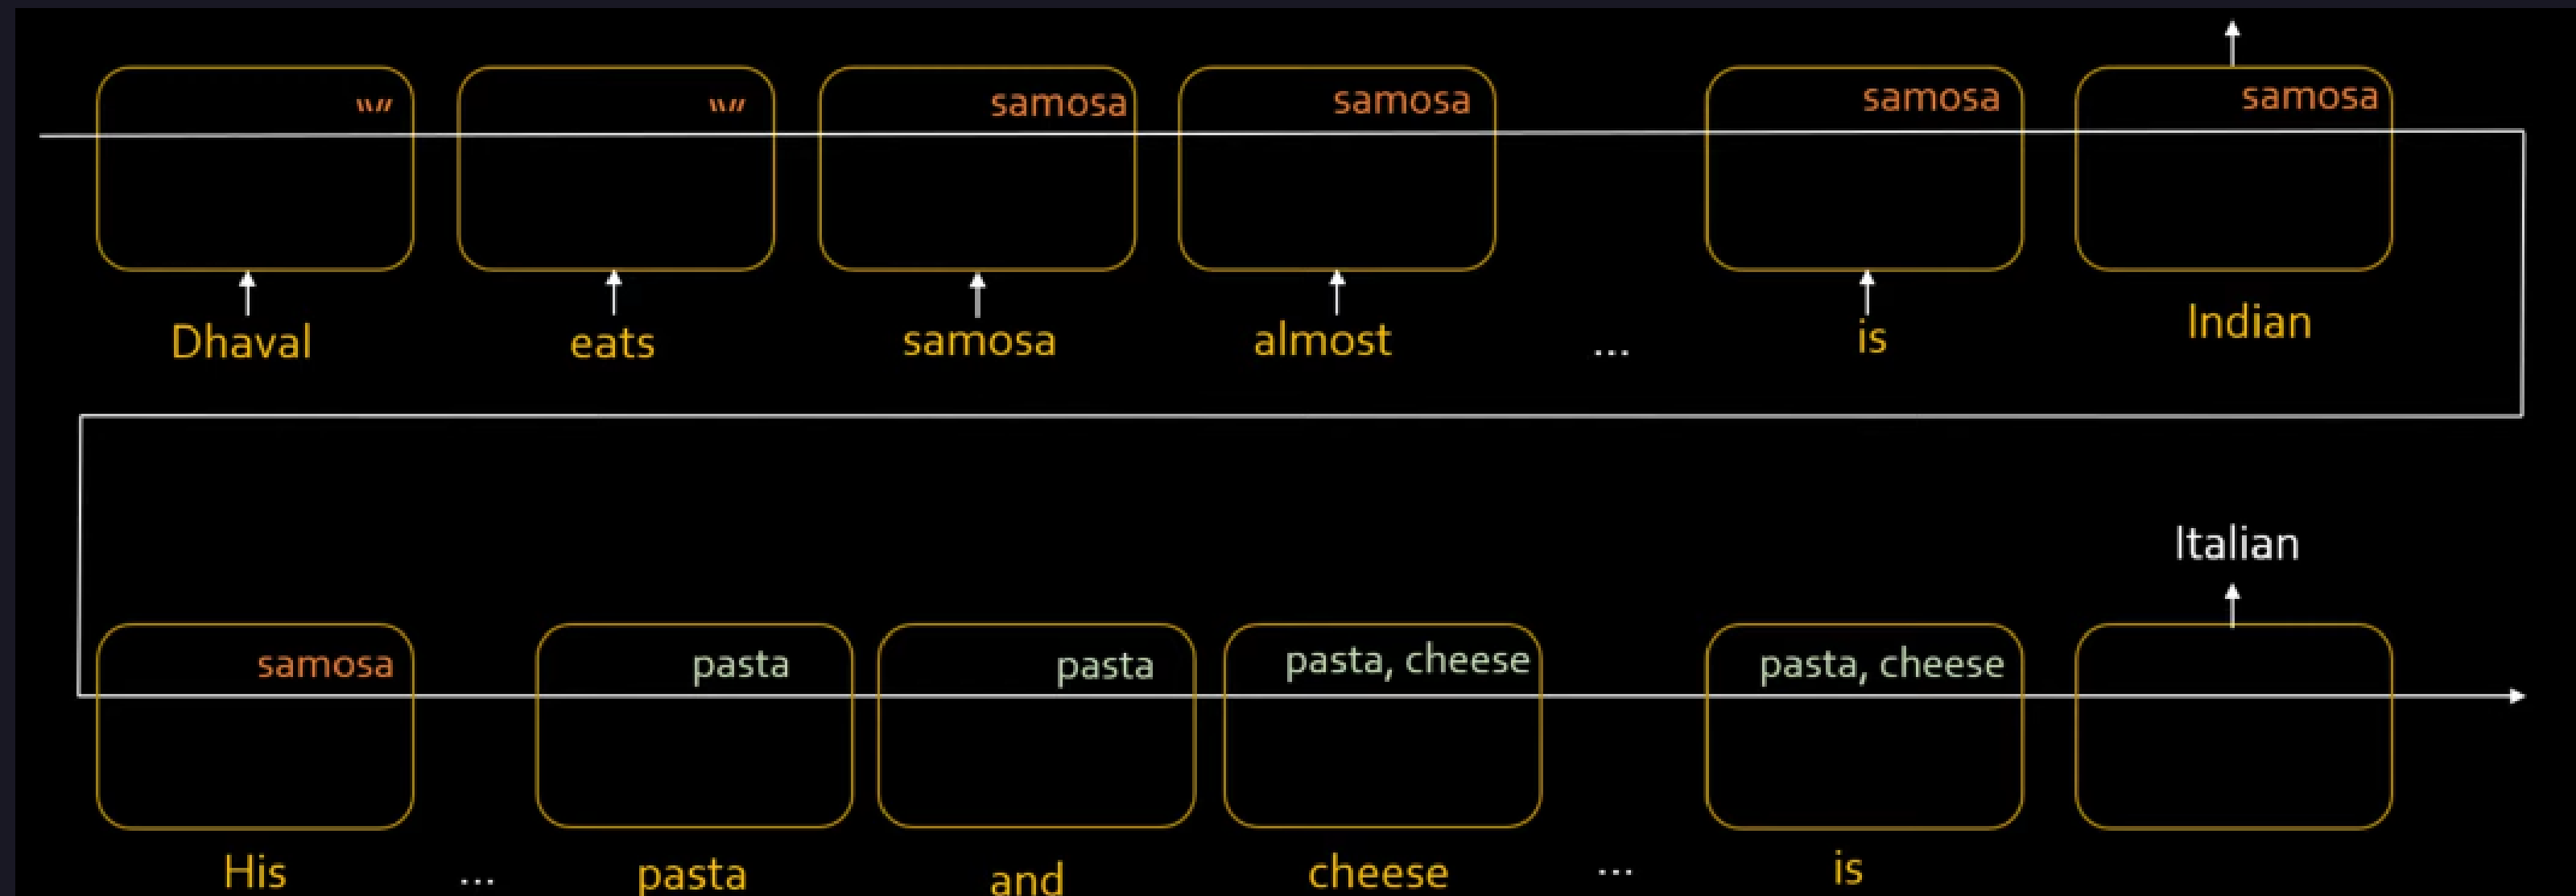 "" "" samosa samosa samosa samosa
Dhaval eats samosa almost ... is Indian
Italian
samosa pasta pasta pasta, cheese pasta, cheese
His ... pasta and cheese ... is